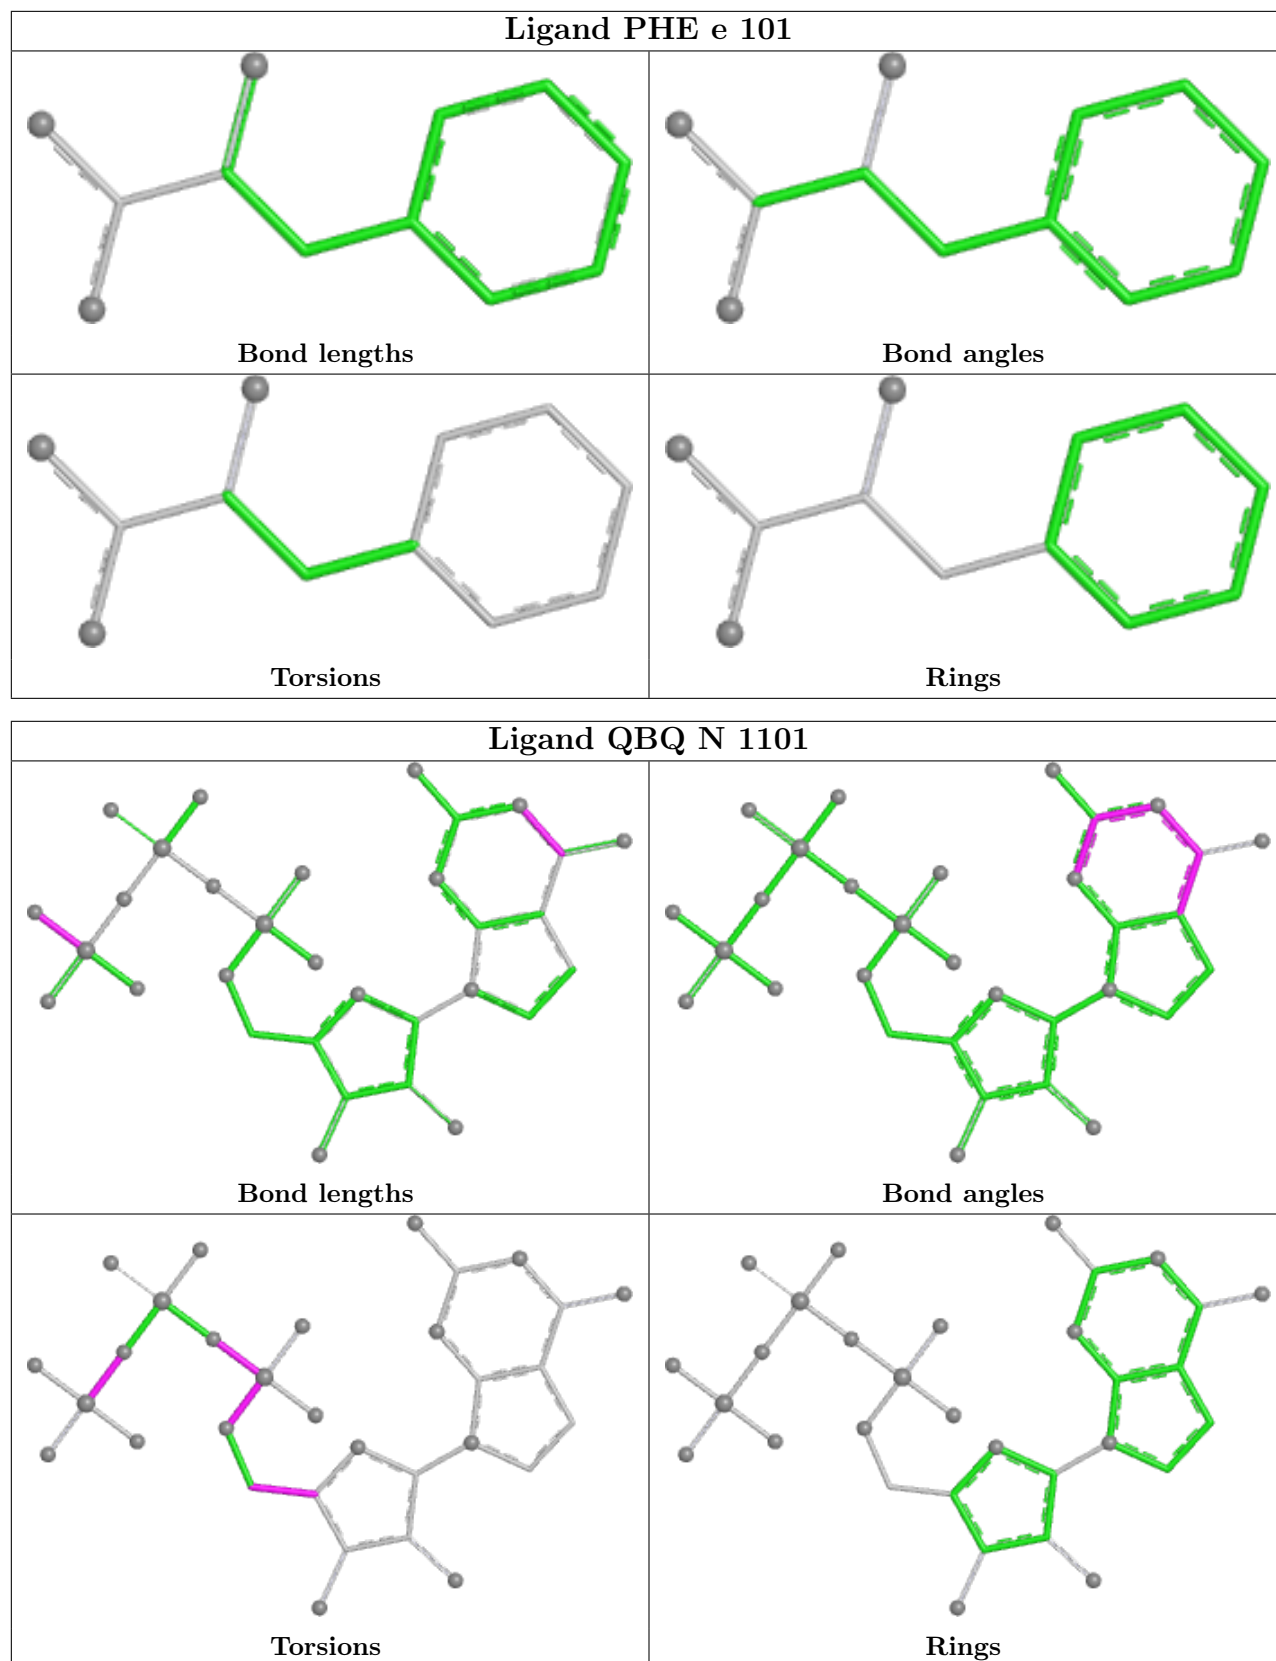 Ligand PHE e 101
Bond lengths
Bond angles
Torsions
Rings
Ligand QBQ N 1101
Bond lengths
Bond angles
Torsions
Rings